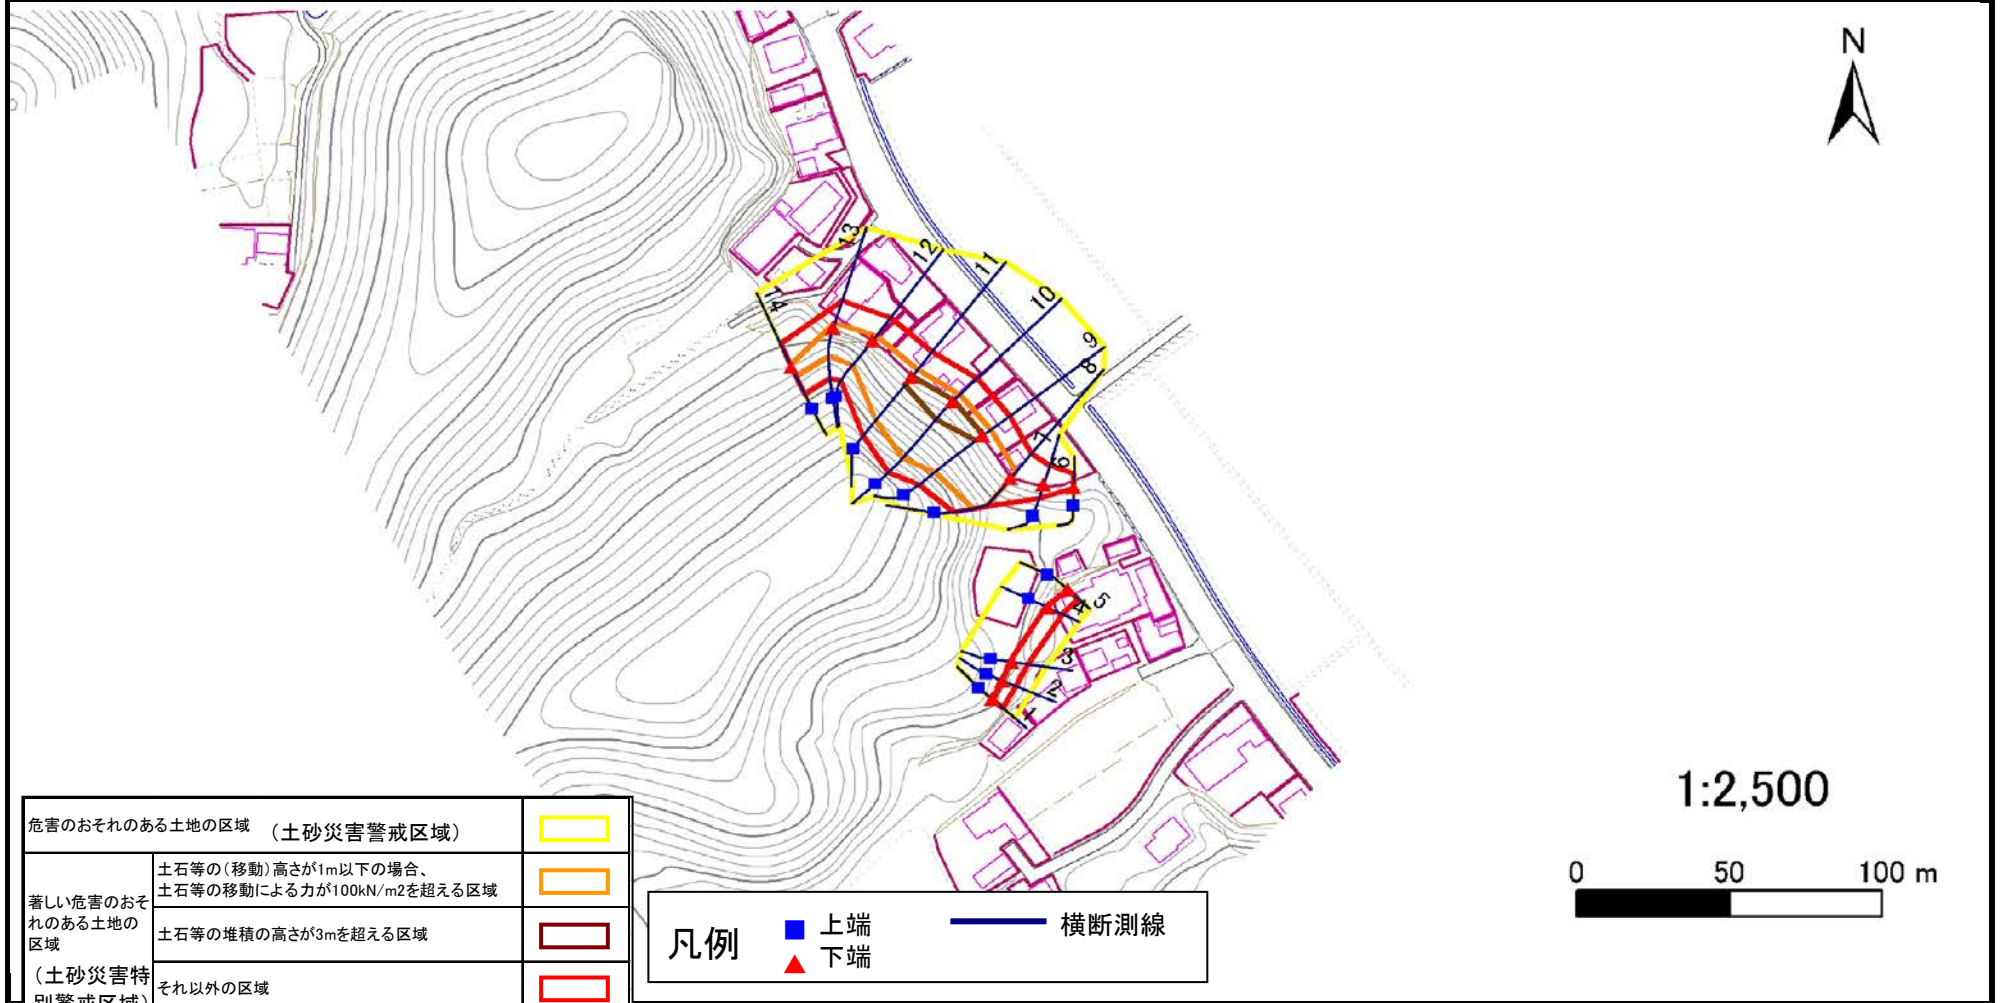 N
13
12
11
10
9
8
7
6
14
5
4
3
2
1
1:2,500
0 50 100 m
危害のおそれのある土地の区域 (土砂災害警戒区域)
著しい危害のおそ
れのある土地の
区域
(土砂災害特
別警戒区域)
土石等の(移動)高さが1m以下の場合、
土石等の移動による力が100kN/m2を超える区域
土石等の堆積の高さが3mを超える区域
それ以外の区域
凡例
上端
下端
横断測線